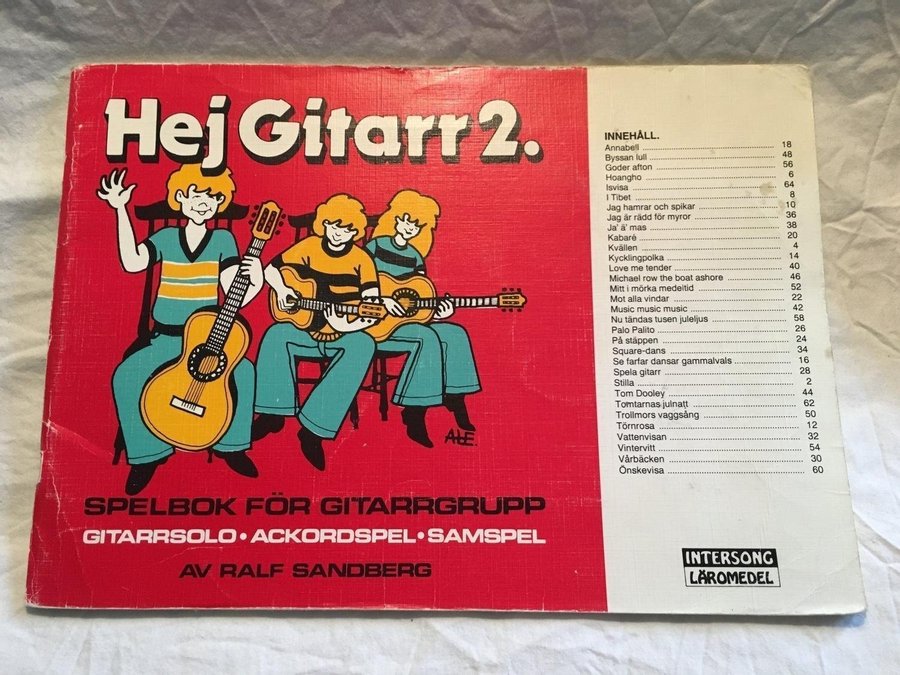 Hej Gitarr 2.
ALE.
SPELBOK FÖR GITARRGRUPP
GITARRSOLO • ACKORDSPEL • SAMSPEL
AV RALF SANDBERG
INNEHÅLL.
Annabell 18
Byssan lull 48
Goder afton 56
Hoangho 6
Isvisa 64
I Tibet 8
Jag hamrar och spikar 10
Jag är rädd för myror 36
Ja' ä' mas 38
Kabaré 20
Kvällen 4
Kycklingpolka 14
Love me tender 40
Michael row the boat ashore 46
Mitt i mörka medeltid 52
Mot alla vindar 22
Music music music 42
Nu tändas tusen juleljus 58
Palo Palito 26
På stäppen 24
Square-dans 34
Se farfar dansar gammalvals 16
Spela gitarr 28
Stilla 2
Tom Dooley 44
Tomtarnas julnatt 62
Trollmors vaggsång 50
Törnrosa 12
Vattenvisan 32
Vintervitt 54
Vårbäcken 30
Önskevisa 60
INTERSONG
LÄROMEDEL